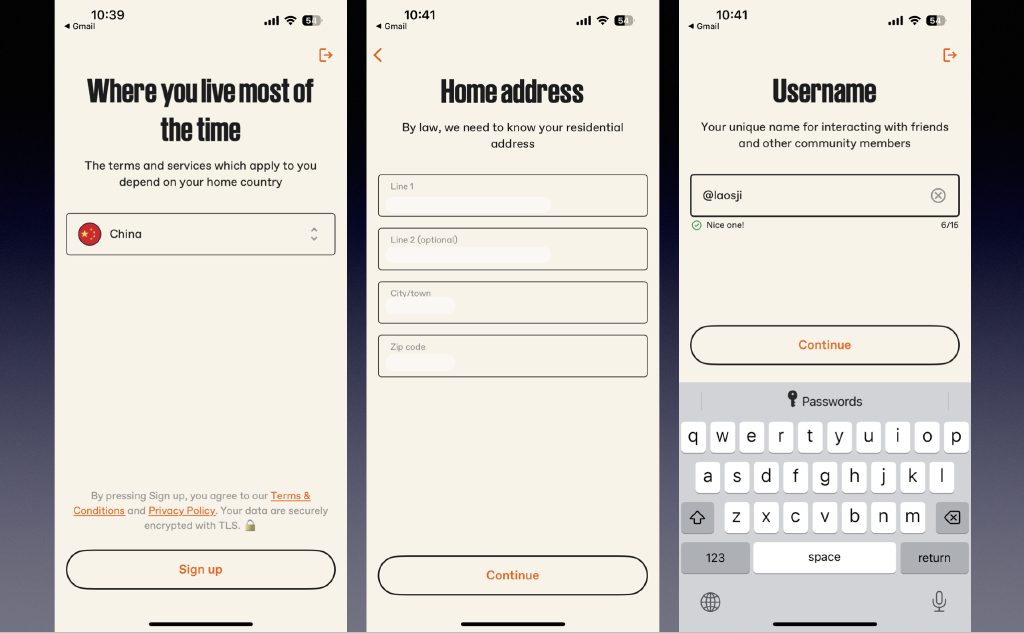 10:39
54
◀ Gmail
Where you live most of
the time
The terms and services which apply to you
depend on your home country
China
By pressing Sign up, you agree to our Terms &
Conditions and Privacy Policy. Your data are securely
encrypted with TLS. 🔒
Sign up
10:41
54
◀ Gmail
Home address
By law, we need to know your residential
address
Line 1
Line 2 (optional)
City/town
Zip code
Continue
10:41
54
◀ Gmail
Username
Your unique name for interacting with friends
and other community members
@laosji
Nice one! 6/15
Continue
Passwords
q w e r t y u i o p
a s d f g h j k l
z x c v b n m
123 space return